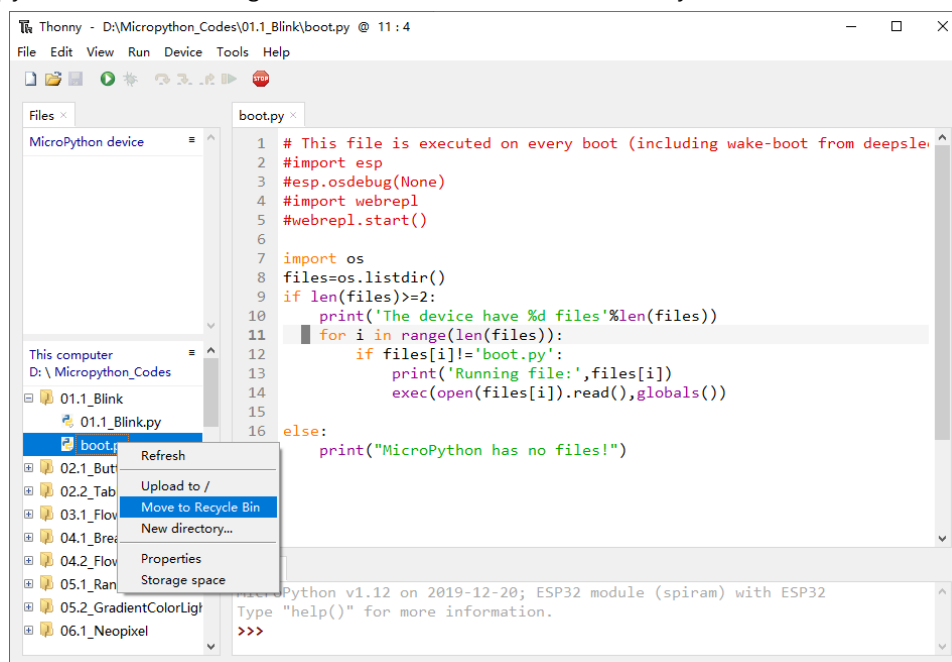 Thonny - D:\Micropython_Codes\01.1_Blink\boot.py @ 11 : 4
File Edit View Run Device Tools Help
STOP
Files ×
boot.py ×
MicroPython device
This computer
D: \ Micropython_Codes
01.1_Blink
01.1_Blink.py
boot.p
02.1_But
02.2_Tab
03.1_Flov
04.1_Brea
04.2_Flov
05.1_Ran
05.2_GradientColorLigh
06.1_Neopixel
Refresh
Upload to /
Move to Recycle Bin
New directory...
Properties
Storage space
1 # This file is executed on every boot (including wake-boot from deepslee
2 #import esp
3 #esp.osdebug(None)
4 #import webrepl
5 #webrepl.start()
6
7 import os
8 files=os.listdir()
9 if len(files)>=2:
10 print('The device have %d files'%len(files))
11 for i in range(len(files)):
12 if files[i]!='boot.py':
13 print('Running file:',files[i])
14 exec(open(files[i]).read(),globals())
15
16 else:
print("MicroPython has no files!")
MicroPython v1.12 on 2019-12-20; ESP32 module (spiram) with ESP32
Type "help()" for more information.
>>>